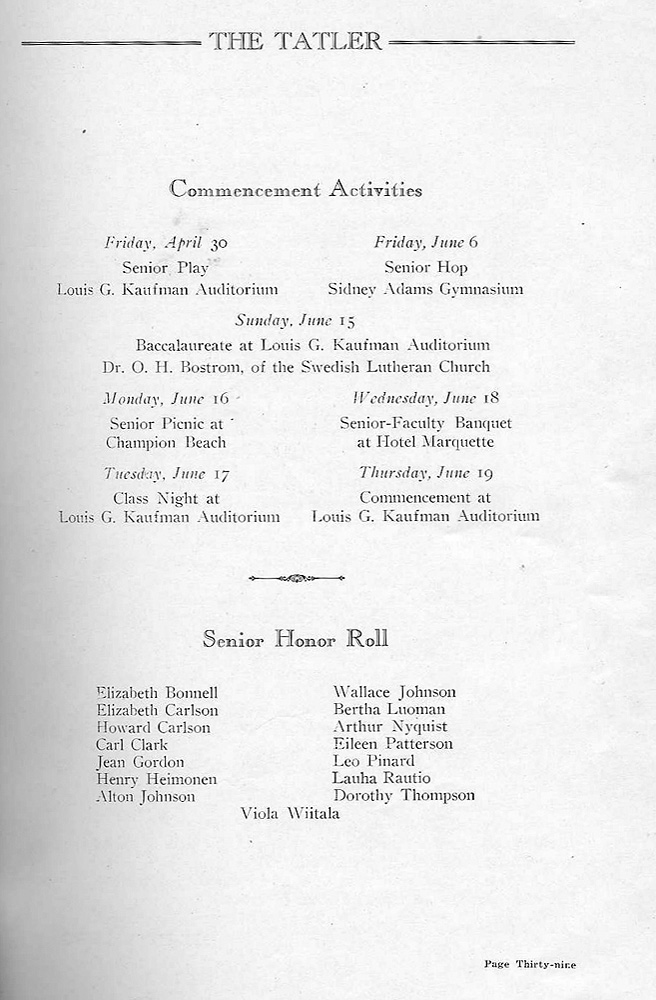 THE TATLER
Commencement Activities
Friday, April 30
Senior Play
Louis G. Kaufman Auditorium
Friday, June 6
Senior Hop
Sidney Adams Gymnasium
Sunday, June 15
Baccalaureate at Louis G. Kaufman Auditorium
Dr. O. H. Bostrom, of the Swedish Lutheran Church
Monday, June 16
Senior Picnic at
Champion Beach
Wednesday, June 18
Senior-Faculty Banquet
at Hotel Marquette
Tuesday, June 17
Class Night at
Louis G. Kaufman Auditorium
Thursday, June 19
Commencement at
Louis G. Kaufman Auditorium
Senior Honor Roll
Elizabeth Bonnell
Elizabeth Carlson
Howard Carlson
Carl Clark
Jean Gordon
Henry Heimonen
Alton Johnson
Wallace Johnson
Bertha Luoman
Arthur Nyquist
Eileen Patterson
Leo Pinard
Lauha Rautio
Dorothy Thompson
Viola Wiitala
Page Thirty-nine